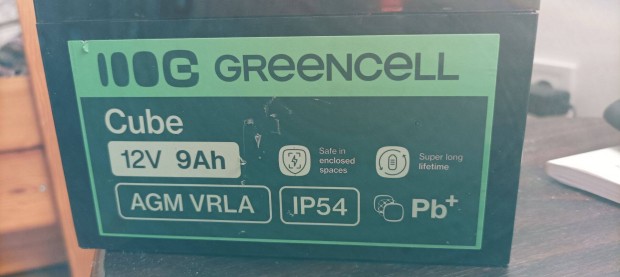 GREENCELL
Cube
12V 9Ah
Safe in
enclosed
spaces
Super long
lifetime
AGM VRLA
IP54
Pb+